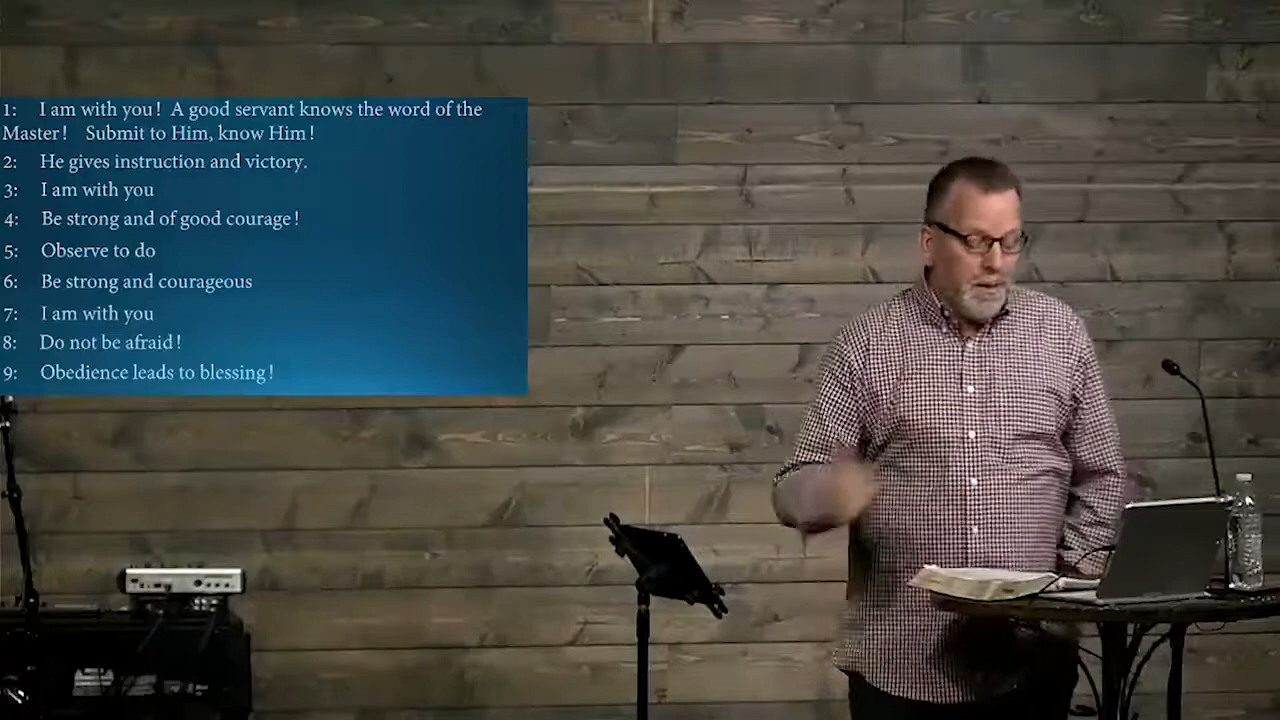 1: I am with you! A good servant knows the word of the
Master! Submit to Him, know Him!
2: He gives instruction and victory.
3: I am with you
4: Be strong and of good courage!
5: Observe to do
6: Be strong and courageous
7: I am with you
8: Do not be afraid!
9: Obedience leads to blessing!